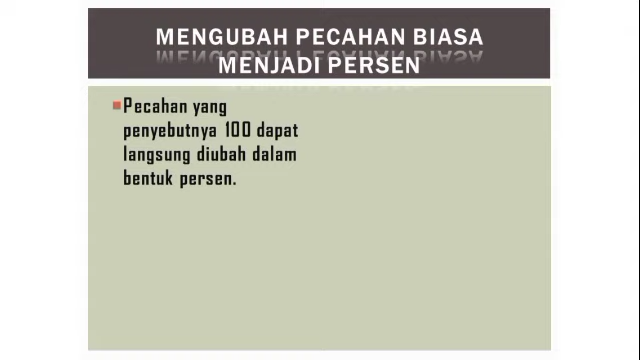 MENGUBAH PECAHAN BIASA
MENJADI PERSEN
Pecahan yang
penyebutnya 100 dapat
langsung diubah dalam
bentuk persen.